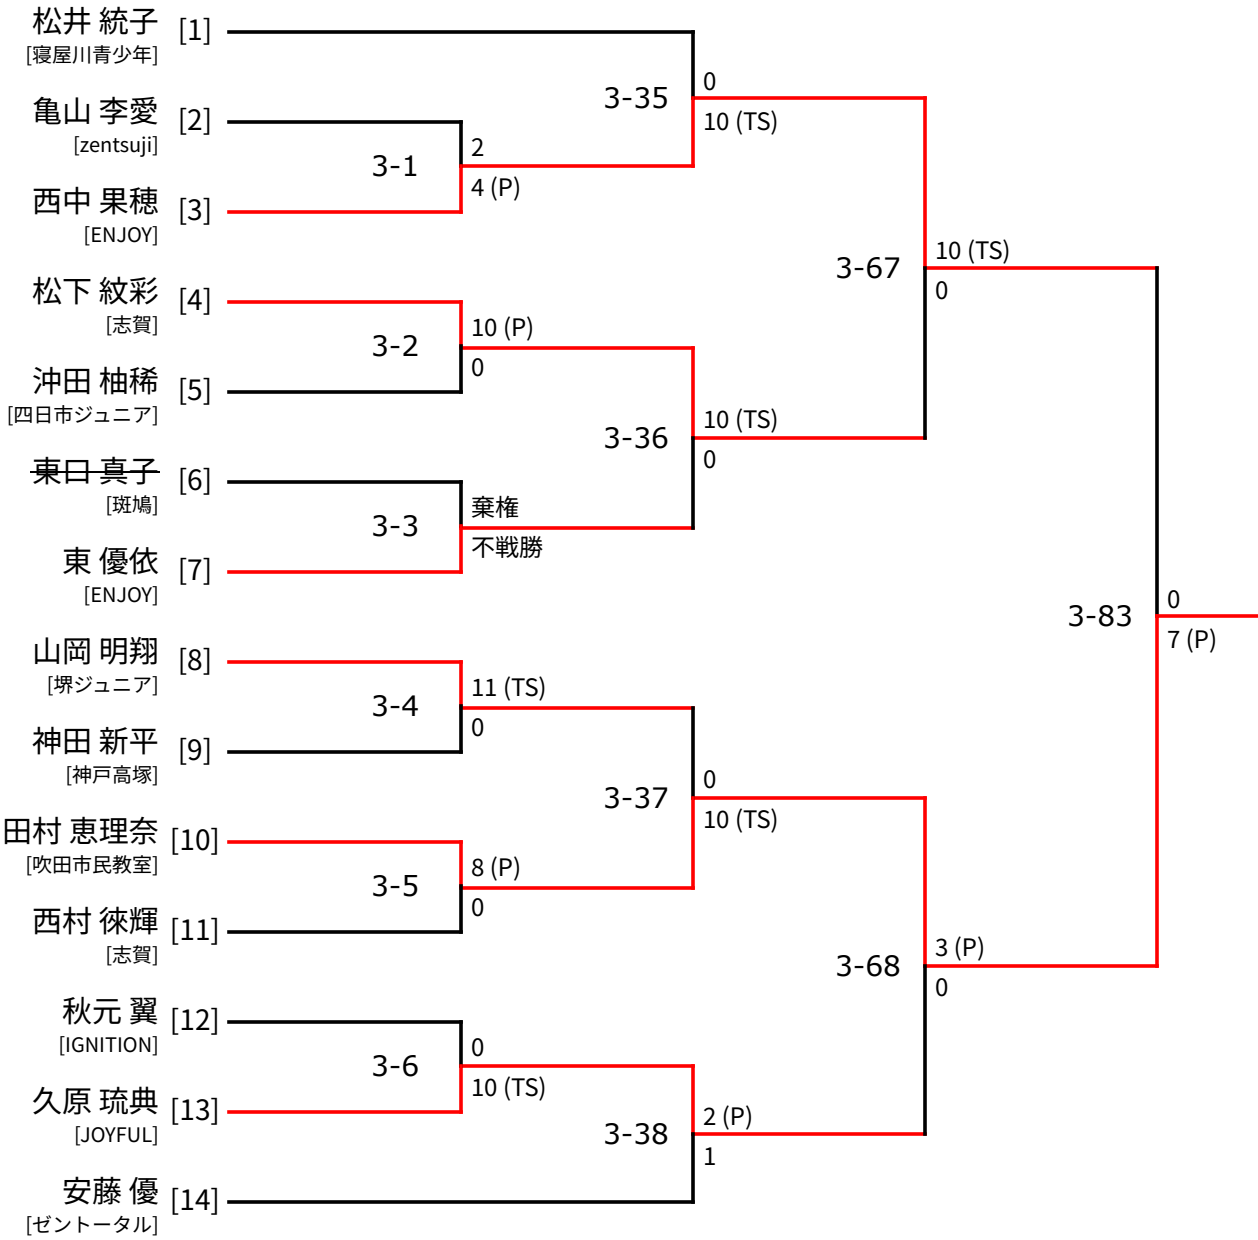 松井 統子 [1]
[寝屋川青少年]
亀山 李愛 [2]
[zentsuji]
西中 果穂 [3]
[ENJOY]
松下 紋彩 [4]
[志賀]
沖田 柚稀 [5]
[四日市ジュニア]
東口 真子 [6]
[斑鳩]
東 優依 [7]
[ENJOY]
山岡 明翔 [8]
[堺ジュニア]
神田 新平 [9]
[神戸高塚]
田村 恵理奈 [10]
[吹田市民教室]
西村 徠輝 [11]
[志賀]
秋元 翼 [12]
[IGNITION]
久原 琉典 [13]
[JOYFUL]
安藤 優 [14]
[ゼントータル]
3-1
2
4 (P)
3-2
10 (P)
0
3-3
棄権
不戦勝
3-4
11 (TS)
0
3-5
8 (P)
0
3-6
0
10 (TS)
3-35
0
10 (TS)
3-36
10 (TS)
0
3-37
0
10 (TS)
3-38
2 (P)
1
3-67
10 (TS)
0
3-68
3 (P)
0
3-83
0
7 (P)